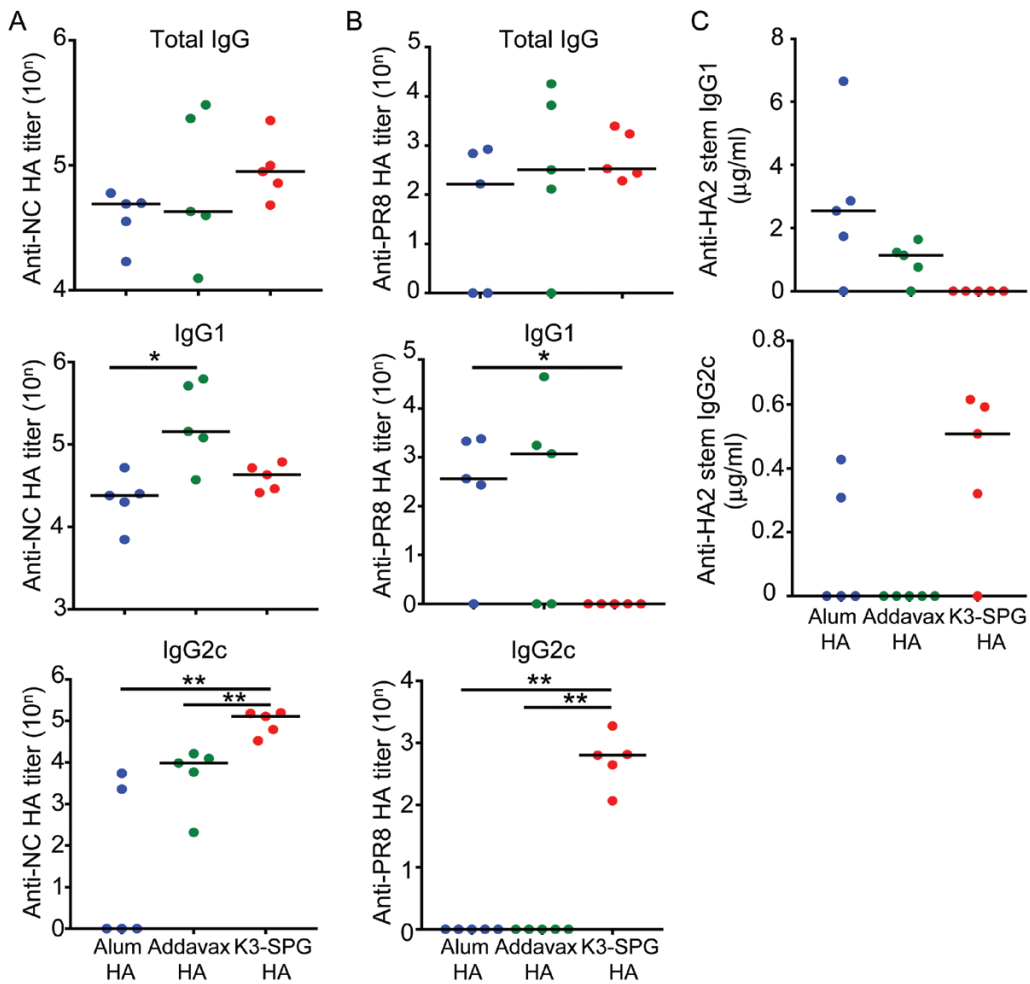 A
Total IgG
Anti-NC HA titer (10ⁿ)
6
5
4
IgG1
*
Anti-NC HA titer (10ⁿ)
6
5
4
3
IgG2c
**
**
Anti-NC HA titer (10ⁿ)
5
4
3
2
1
0
Alum Addavax K3-SPG
HA HA HA
B
Total IgG
Anti-PR8 HA titer (10ⁿ)
5
4
3
2
1
0
IgG1
*
Anti-PR8 HA titer (10ⁿ)
5
4
3
2
1
0
IgG2c
**
**
Anti-PR8 HA titer (10ⁿ)
4
3
2
1
0
Alum Addavax K3-SPG
HA HA HA
C
Anti-HA2 stem IgG1
(µg/ml)
8
6
4
2
0
Anti-HA2 stem IgG2c
(µg/ml)
0.8
0.6
0.4
0.2
0
Alum Addavax K3-SPG
HA HA HA